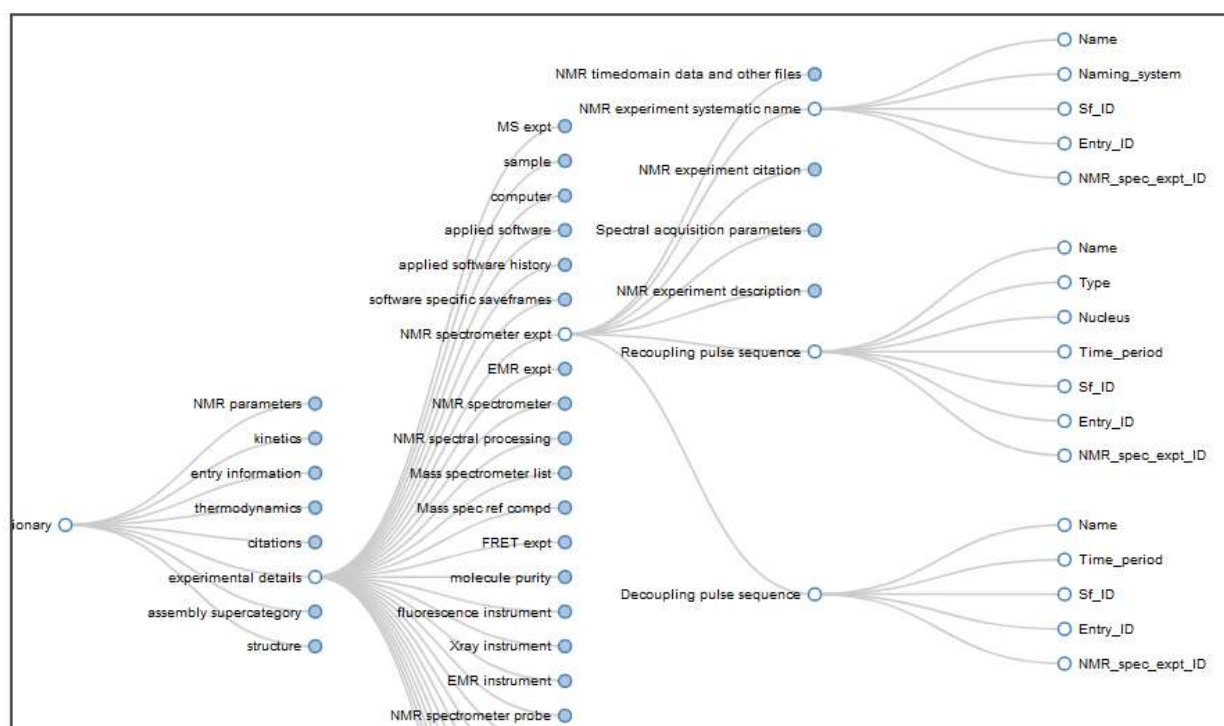 ionary
NMR parameters
kinetics
entry information
thermodynamics
citations
experimental details
assembly supercategory
structure
MS expt
sample
computer
applied software
applied software history
software specific saveframes
NMR spectrometer expt
EMR expt
NMR spectrometer
NMR spectral processing
Mass spectrometer list
Mass spec ref compd
FRET expt
molecule purity
fluorescence instrument
Xray instrument
EMR instrument
NMR spectrometer probe
NMR timedomain data and other files
NMR experiment systematic name
NMR experiment citation
Spectral acquisition parameters
NMR experiment description
Recoupling pulse sequence
Decoupling pulse sequence
Name
Naming_system
Sf_ID
Entry_ID
NMR_spec_expt_ID
Name
Type
Nucleus
Time_period
Sf_ID
Entry_ID
NMR_spec_expt_ID
Name
Time_period
Sf_ID
Entry_ID
NMR_spec_expt_ID